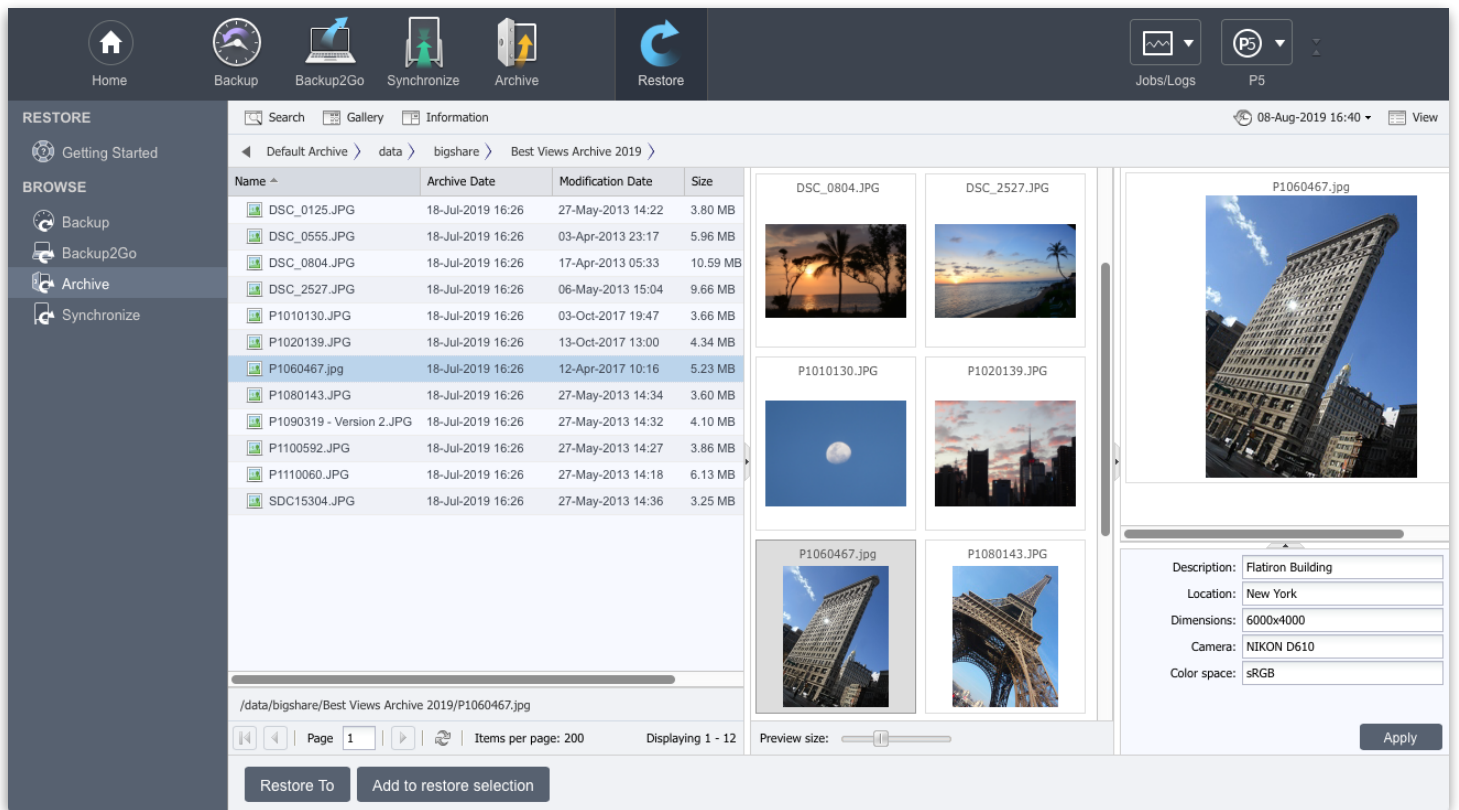 Home
Backup
Backup2Go
Synchronize
Archive
Restore
Jobs/Logs
P5
P5
RESTORE
Getting Started
BROWSE
Backup
Backup2Go
Archive
Synchronize
Search Gallery Information
08-Aug-2019 16:40 View
Default Archive data bigshare Best Views Archive 2019
Name Archive Date Modification Date Size
DSC_0125.JPG 18-Jul-2019 16:26 27-May-2013 14:22 3.80 MB
DSC_0555.JPG 18-Jul-2019 16:26 03-Apr-2013 23:17 5.96 MB
DSC_0804.JPG 18-Jul-2019 16:26 17-Apr-2013 05:33 10.59 MB
DSC_2527.JPG 18-Jul-2019 16:26 06-May-2013 15:04 9.66 MB
P1010130.JPG 18-Jul-2019 16:26 03-Oct-2017 19:47 3.66 MB
P1020139.JPG 18-Jul-2019 16:26 13-Oct-2017 13:00 4.34 MB
P1060467.jpg 18-Jul-2019 16:26 12-Apr-2017 10:16 5.23 MB
P1080143.JPG 18-Jul-2019 16:26 27-May-2013 14:34 3.60 MB
P1090319 - Version 2.JPG 18-Jul-2019 16:26 27-May-2013 14:32 4.10 MB
P1100592.JPG 18-Jul-2019 16:26 27-May-2013 14:27 3.86 MB
P1110060.JPG 18-Jul-2019 16:26 27-May-2013 14:18 6.13 MB
SDC15304.JPG 18-Jul-2019 16:26 27-May-2013 14:36 3.25 MB
/data/bigshare/Best Views Archive 2019/P1060467.jpg
Page 1 Items per page: 200 Displaying 1 - 12
DSC_0804.JPG DSC_2527.JPG
P1010130.JPG P1020139.JPG
P1060467.jpg P1080143.JPG
Preview size:
P1060467.jpg
Description: Flatiron Building
Location: New York
Dimensions: 6000x4000
Camera: NIKON D610
Color space: sRGB
Apply
Restore To
Add to restore selection